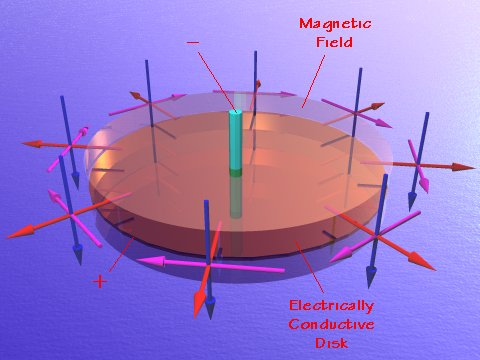 Magnetic
Field
−
+
Electrically
Conductive
Disk